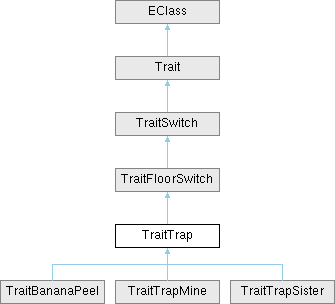 EClass
Trait
TraitSwitch
TraitFloorSwitch
TraitTrap
TraitBananaPeel
TraitTrapMine
TraitTrapSister